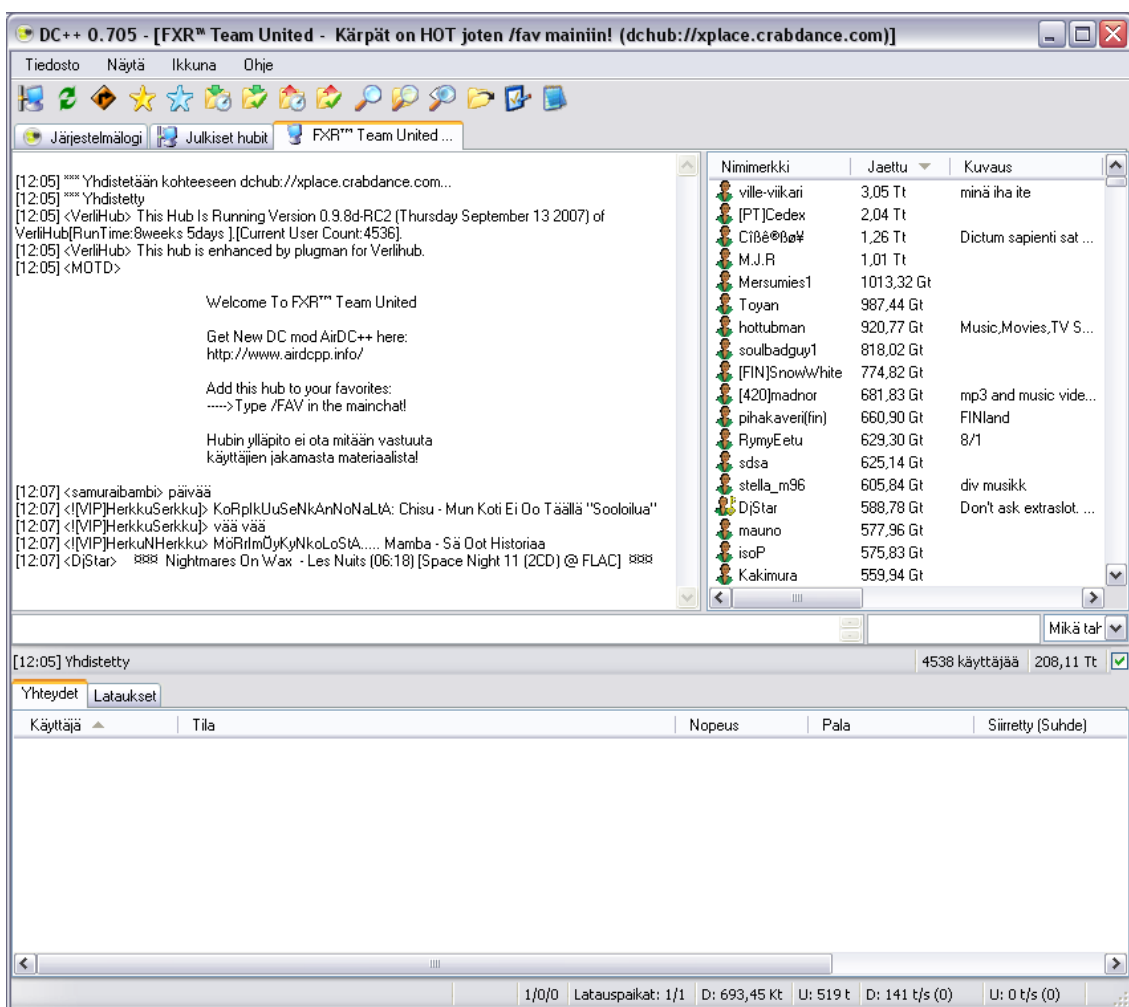 DC++ 0.705 - [FXR™ Team United - Kärpät on HOT joten /fav mainiin! (dchub://xplace.crabdance.com)]
Tiedosto Näytä Ikkuna Ohje
Järjestelmälogi Julkiset hubit FXR™ Team United ...
[12:05] *** Yhdistetään kohteeseen dchub://xplace.crabdance.com...
[12:05] *** Yhdistetty
[12:05] <VerliHub> This Hub Is Running Version 0.9.8d-RC2 (Thursday September 13 2007) of
VerliHub[RunTime:8weeks 5days ].[Current User Count:4536].
[12:05] <VerliHub> This hub is enhanced by plugman for Verlihub.
[12:05] <MOTD>
Welcome To FXR™ Team United
Get New DC mod AirDC++ here:
http://www.airdcpp.info/
Add this hub to your favorites:
---->Type /FAV in the mainchat!
Hubin ylläpito ei ota mitään vastuuta
käyttäjien jakamasta materiaalista!
[12:07] <samuraibambi> päivää
[12:07] <![VIP]HerkkuSerkku]> KoRpIkUuSeNkAnNoNaLtA: Chisu - Mun Koti Ei Oo Täällä "Sooloilua"
[12:07] <![VIP]HerkkuSerkku]> vää vää
[12:07] <![VIP]HerkuNHerkku> MöRrImÖyKyNkoLoStA..... Mamba - Sä Oot Historiaa
[12:07] <DjStar> ¤¤¤ Nightmares On Wax - Les Nuits (06:18) [Space Night 11 (2CD) @ FLAC] ¤¤¤
Nimimerkki Jaettu Kuvaus
ville-viikari 3,05 Tt minä iha ite
[PT]Cedex 2,04 Tt
Cîßê®ßø¥ 1,26 Tt Dictum sapienti sat ...
M.J.R 1,01 Tt
Mersumies1 1013,32 Gt
Toyan 987,44 Gt
hottubman 920,77 Gt Music,Movies,TV S...
soulbadguy1 818,02 Gt
[FIN]SnowWhite 774,82 Gt
[420]madnor 681,83 Gt mp3 and music vide...
pihakaveri(fin) 660,90 Gt FINland
RymyEetu 629,30 Gt 8/1
sdsa 625,14 Gt
stella_m96 605,84 Gt div musikk
DjStar 588,78 Gt Don't ask extraslot. ...
mauno 577,96 Gt
isoP 575,83 Gt
Kakimura 559,94 Gt
Mikä tah
[12:05] Yhdistetty 4538 käyttäjää 208,11 Tt
Yhteydet Lataukset
Käyttäjä Tila Nopeus Pala Siirretty (Suhde)
1/0/0 Latauspaikat: 1/1 D: 693,45 Kt U: 519 t D: 141 t/s (0) U: 0 t/s (0)